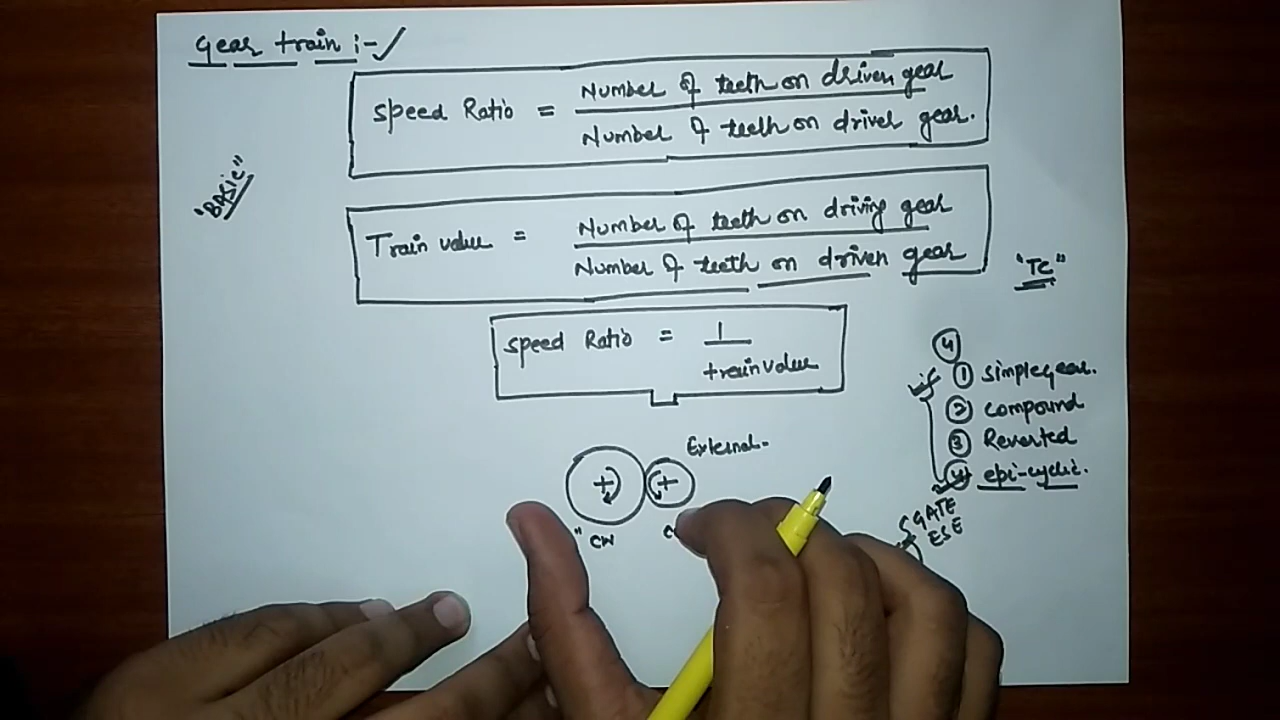 Gear train :-
"BASIC"
Speed Ratio = Number of teeth on driven gear
Number of teeth on driver gear.
Train value = Number of teeth on driving gear
Number of teeth on driven gear
"TC"
Speed Ratio = 1
train value
4
1 Simple gear.
2 Compound
3 Reverted
4 epi-cyclic.
GATE
ESE
External.
" CW